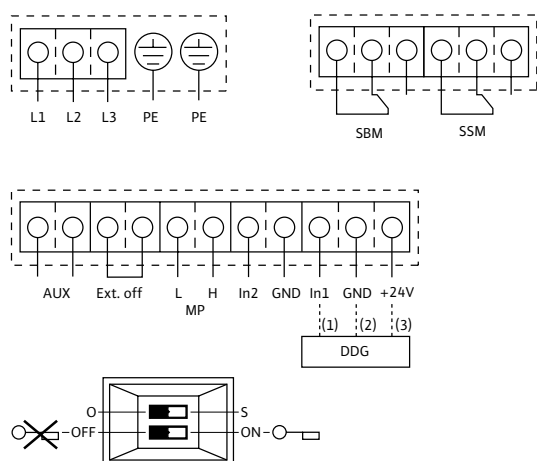 L1 L2 L3 PE PE
SBM SSM
AUX Ext. off L H In2 GND In1 GND +24V
MP
(1) (2) (3)
DDG
O S
OFF ON